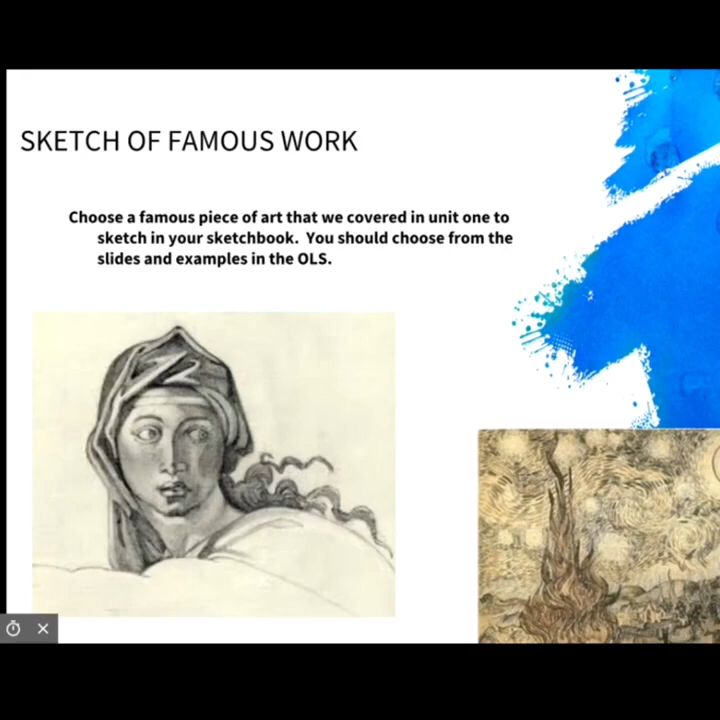 SKETCH OF FAMOUS WORK
Choose a famous piece of art that we covered in unit one to
sketch in your sketchbook. You should choose from the
slides and examples in the OLS.